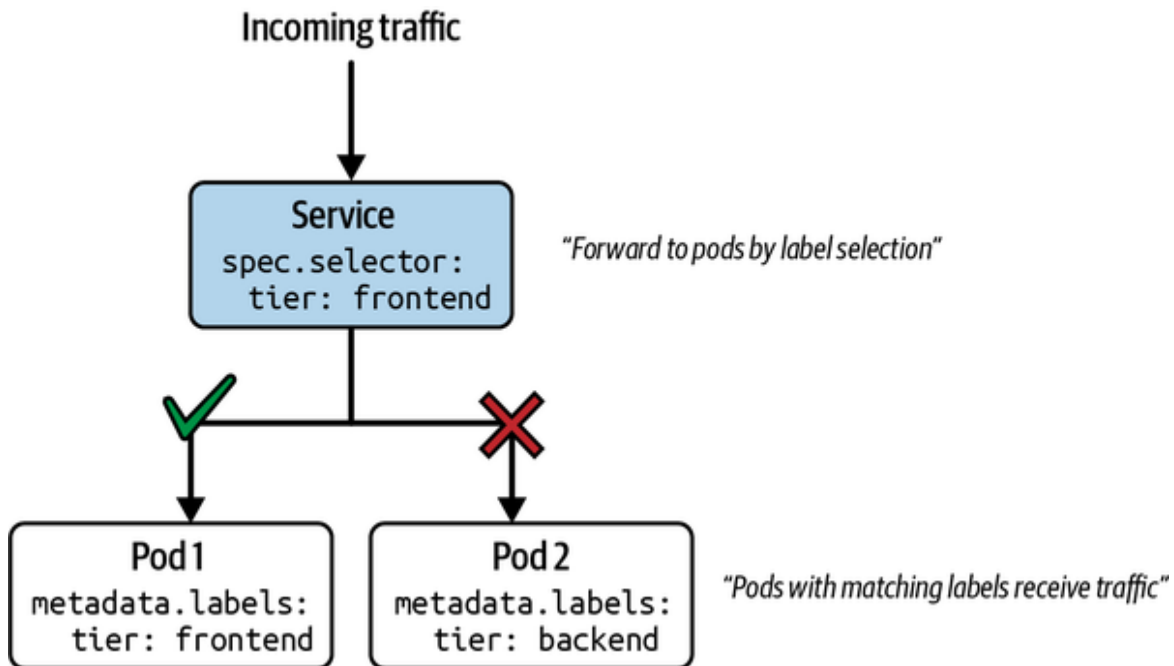 Incoming traffic
Service
spec.selector:
tier: frontend
“Forward to pods by label selection”
Pod 1
metadata.labels:
tier: frontend
Pod 2
metadata.labels:
tier: backend
“Pods with matching labels receive traffic”